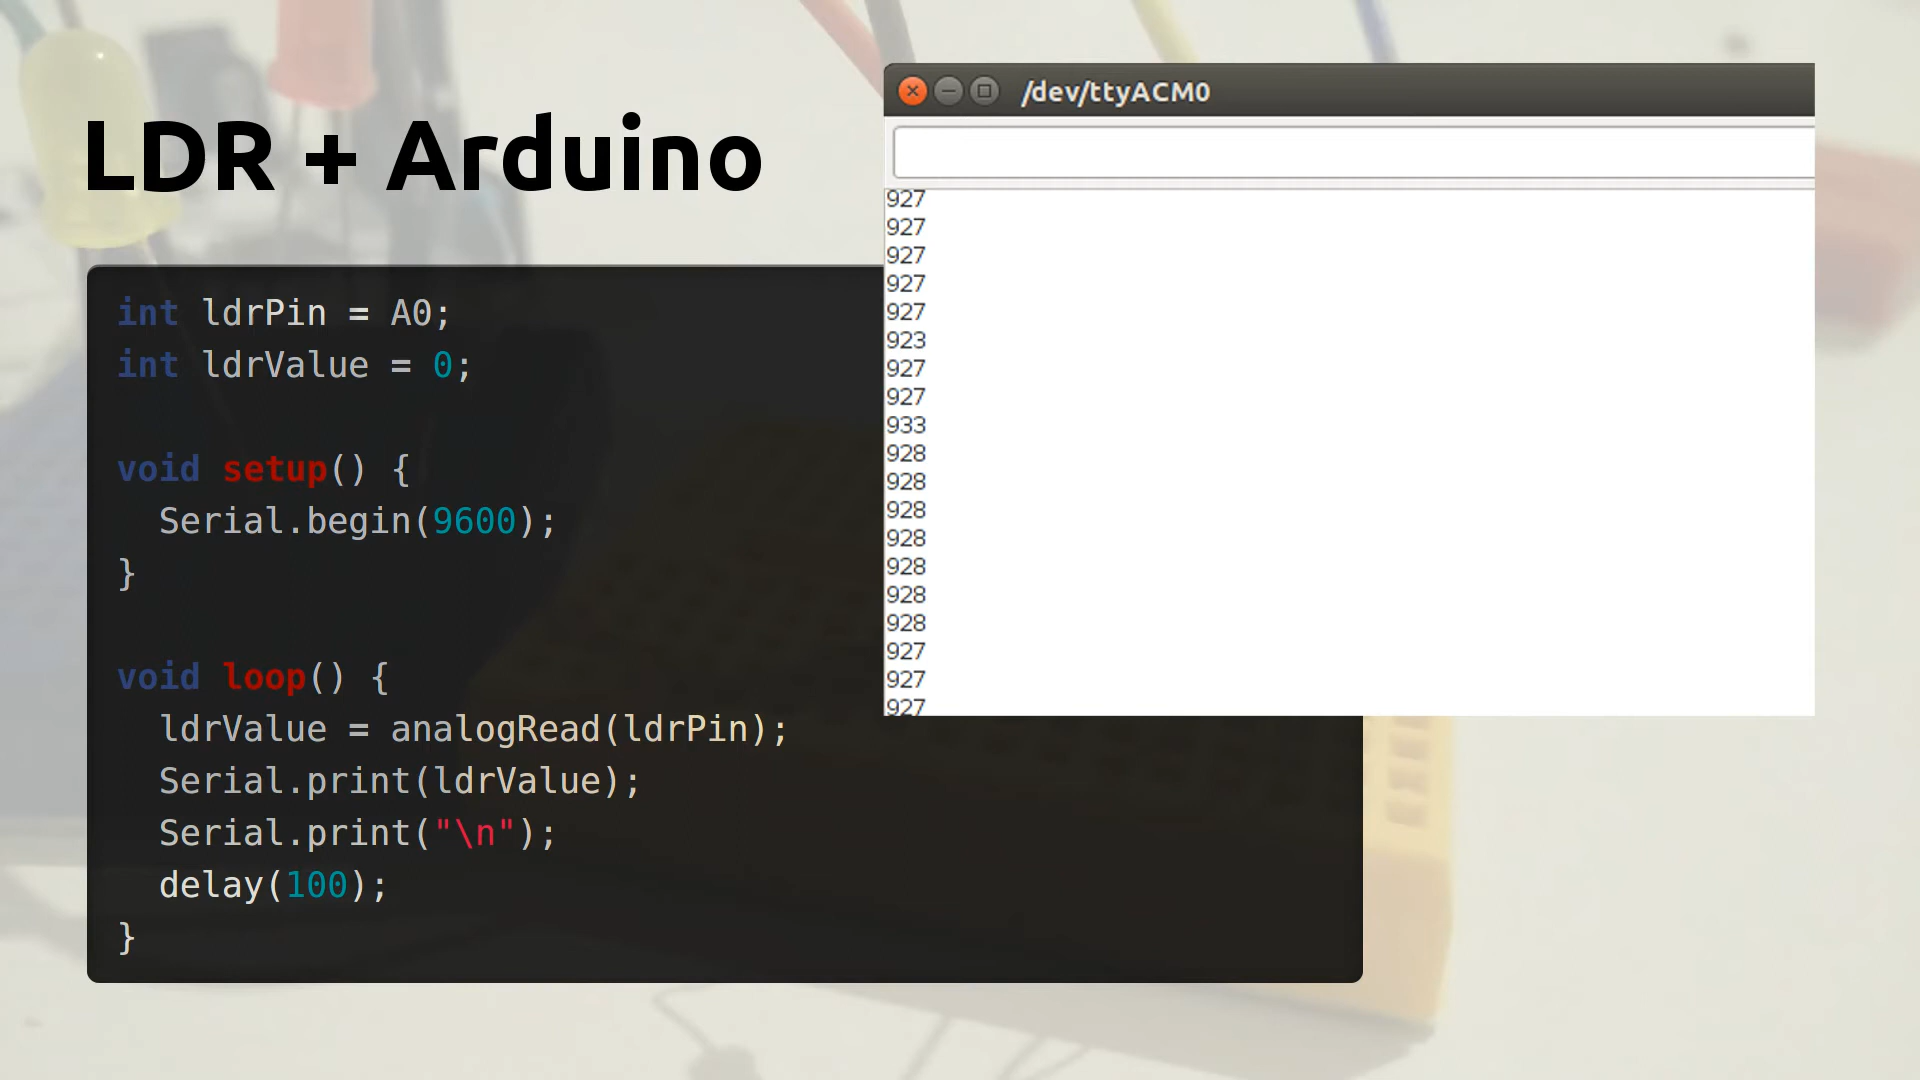 LDR + Arduino
int ldrPin = A0;
int ldrValue = 0;
void setup() {
Serial.begin(9600);
}
void loop() {
ldrValue = analogRead(ldrPin);
Serial.print(ldrValue);
Serial.print("\n");
delay(100);
}
/dev/ttyACM0
927
927
927
927
927
923
927
927
933
928
928
928
928
928
928
928
927
927
927